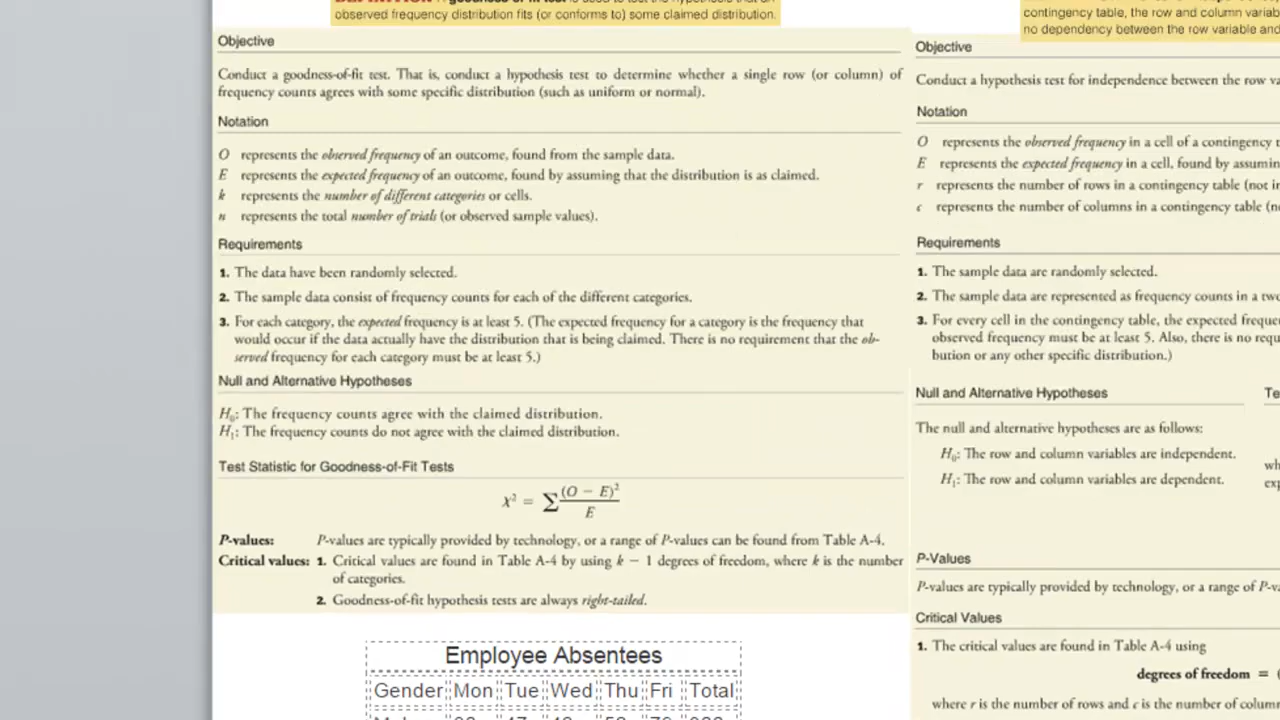 observed frequency distribution fits (or conforms to) some claimed distribution.
Objective
Conduct a goodness-of-fit test. That is, conduct a hypothesis test to determine whether a single row (or column) of
frequency counts agrees with some specific distribution (such as uniform or normal).
Notation
O represents the observed frequency of an outcome, found from the sample data.
E represents the expected frequency of an outcome, found by assuming that the distribution is as claimed.
k represents the number of different categories or cells.
n represents the total number of trials (or observed sample values).
Requirements
1. The data have been randomly selected.
2. The sample data consist of frequency counts for each of the different categories.
3. For each category, the expected frequency is at least 5. (The expected frequency for a category is the frequency that
would occur if the data actually have the distribution that is being claimed. There is no requirement that the ob-
served frequency for each category must be at least 5.)
Null and Alternative Hypotheses
H₀: The frequency counts agree with the claimed distribution.
H₁: The frequency counts do not agree with the claimed distribution.
Test Statistic for Goodness-of-Fit Tests
χ² = ∑ (O − E)² / E
P-values: P-values are typically provided by technology, or a range of P-values can be found from Table A-4.
Critical values: 1. Critical values are found in Table A-4 by using k − 1 degrees of freedom, where k is the number
of categories.
2. Goodness-of-fit hypothesis tests are always right-tailed.
Employee Absentees
Gender Mon Tue Wed Thu Fri Total
contingency table, the row and column
no dependency between the row variable and
Objective
Conduct a hypothesis test for independence between the row
Notation
O represents the observed frequency in a cell of a contingency
E represents the expected frequency in a cell, found by
r represents the number of rows in a contingency table (not
c represents the number of columns in a contingency table
Requirements
1. The sample data are randomly selected.
2. The sample data are represented as frequency counts in a
3. For every cell in the contingency table, the expected
observed frequency must be at least 5. Also, there is no
bution or any other specific distribution.)
Null and Alternative Hypotheses
The null and alternative hypotheses are as follows:
H₀: The row and column variables are independent.
H₁: The row and column variables are dependent.
P-Values
P-values are typically provided by technology, or a range of
Critical Values
1. The critical values are found in Table A-4 using
degrees of freedom =
where r is the number of rows and c is the number of